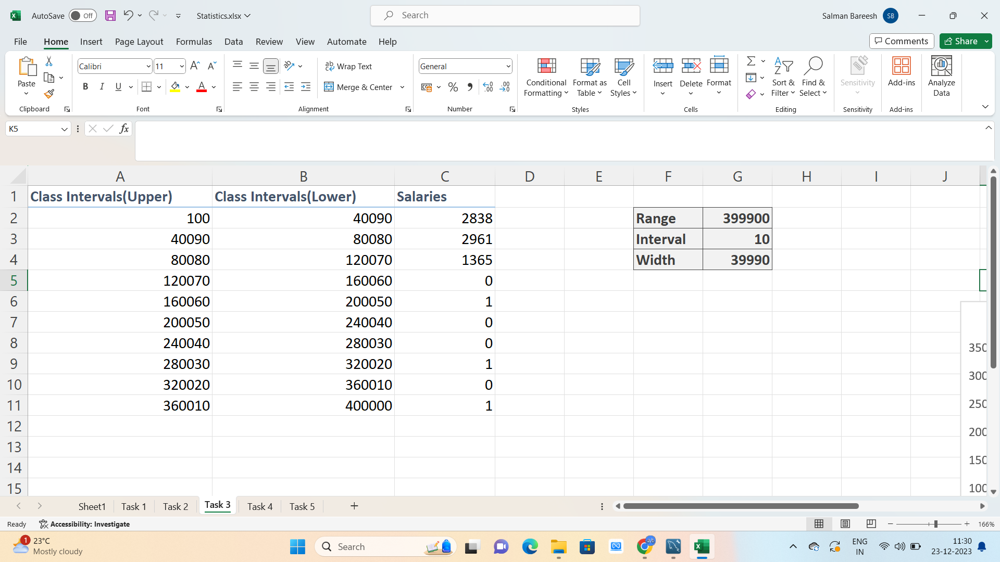 AutoSave Off Statistics.xlsx Search Salman Bareesh SB
File Home Insert Page Layout Formulas Data Review View Automate Help Comments Share
Paste Calibri 11 Wrap Text General Conditional Formatting Format as Table Cell Styles Insert Delete Format Sort & Filter Find & Select Sensitivity Add-ins Analyze Data
B I U A Merge & Center % 
Clipboard Font Alignment Number Styles Cells Editing Sensitivity Add-ins
K5 fx
A B C D E F G H I J
1 Class Intervals(Upper) Class Intervals(Lower) Salaries
2 100 40090 2838 Range 399900
3 40090 80080 2961 Interval 10
4 80080 120070 1365 Width 39990
5 120070 160060 0
6 160060 200050 1
7 200050 240040 0
8 240040 280030 0 350
9 280030 320020 1 300
10 320020 360010 0 250
11 360010 400000 1
12 200
13 150
14
15 100
Sheet1 Task 1 Task 2 Task 3 Task 4 Task 5 +
Ready Accessibility: Investigate 166%
1 23°C
Mostly cloudy
Search
ENG
IN
11:30
23-12-2023